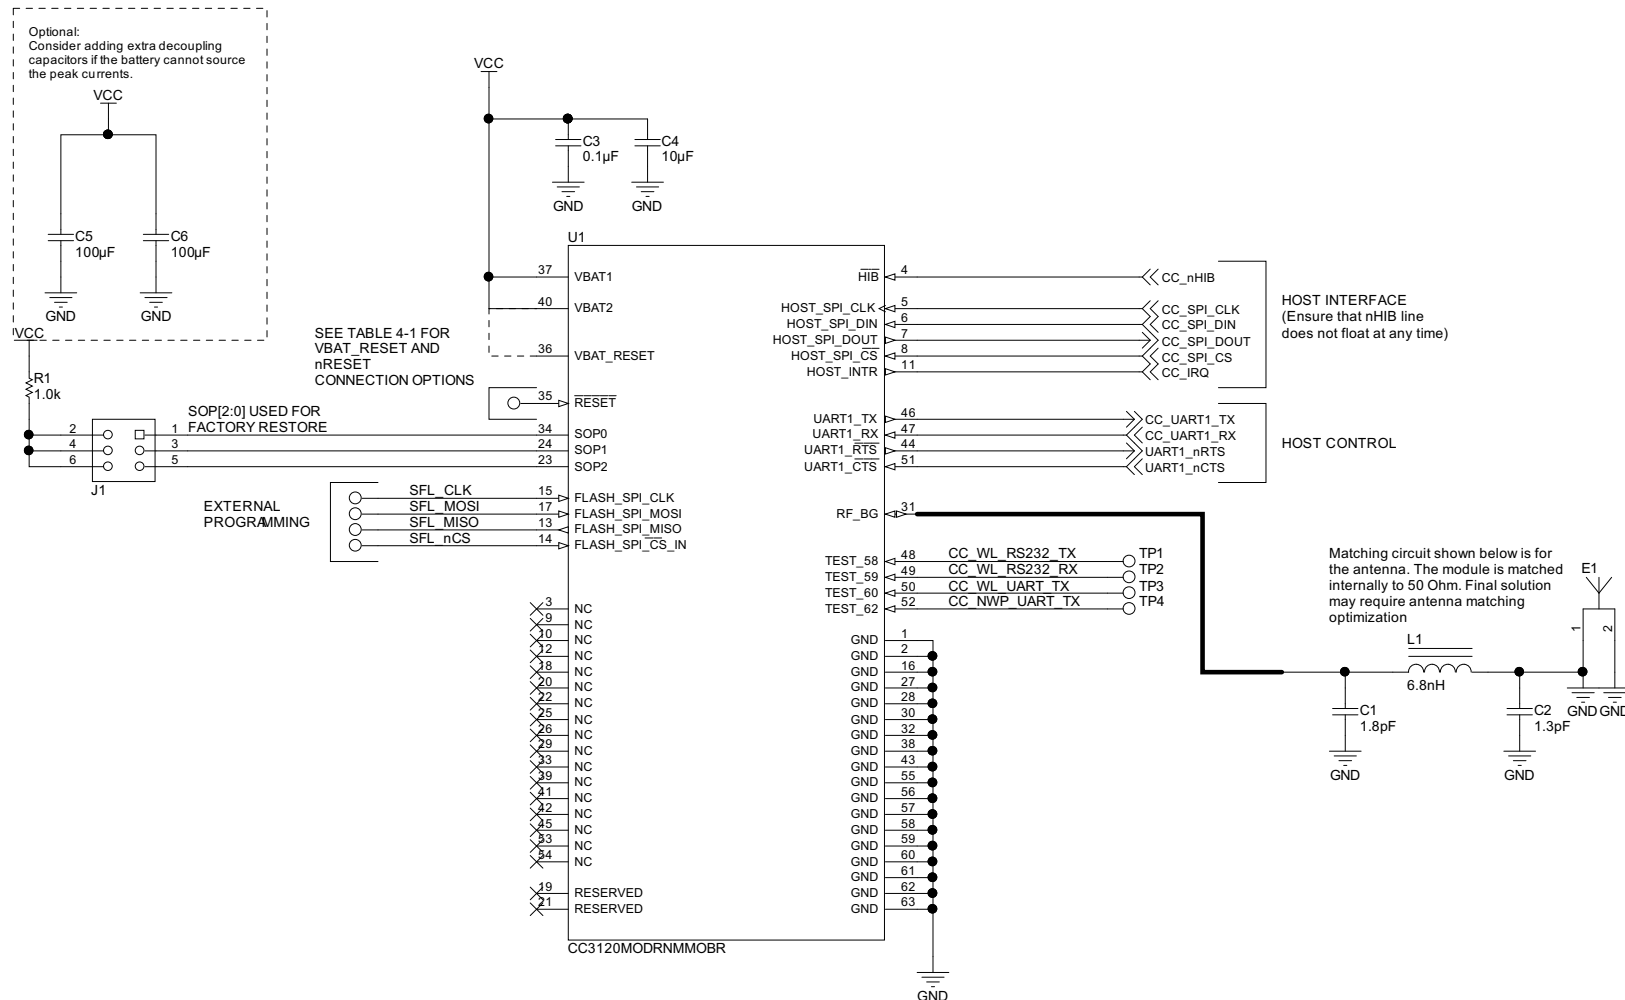 Optional:
Consider adding extra decoupling
capacitors if the battery cannot source
the peak currents.
VCC
C5
100µF
C6
100µF
GND
GND
VCC
R1
1.0k
VCC
C3
0.1µF
C4
10µF
GND
GND
SEE TABLE 4-1 FOR
VBAT_RESET AND
nRESET
CONNECTION OPTIONS
SOP[2:0] USED FOR
FACTORY RESTORE
2 1
4 3
6 5
J1
EXTERNAL
PROGRAMMING
SFL_CLK
SFL_MOSI
SFL_MISO
SFL_nCS
U1
37 VBAT1
40 VBAT2
36 VBAT_RESET
35 RESET
34 SOP0
24 SOP1
23 SOP2
15 FLASH_SPI_CLK
17 FLASH_SPI_MOSI
13 FLASH_SPI_MISO
14 FLASH_SPI_CS_IN
3 NC
9 NC
10 NC
12 NC
18 NC
20 NC
22 NC
25 NC
26 NC
29 NC
33 NC
39 NC
41 NC
42 NC
45 NC
53 NC
54 NC
19 RESERVED
21 RESERVED
CC3120MODRNMMOBR
HIB 4 CC_nHIB
HOST_SPI_CLK 5 CC_SPI_CLK
HOST_SPI_DIN 6 CC_SPI_DIN
HOST_SPI_DOUT 7 CC_SPI_DOUT
HOST_SPI_CS 8 CC_SPI_CS
HOST_INTR 11 CC_IRQ
HOST INTERFACE
(Ensure that nHIB line
does not float at any time)
UART1_TX 46 CC_UART1_TX
UART1_RX 47 CC_UART1_RX
UART1_RTS 44 UART1_nRTS
UART1_CTS 51 UART1_nCTS
HOST CONTROL
RF_BG 31
TEST_58 48 CC_WL_RS232_TX TP1
TEST_59 49 CC_WL_RS232_RX TP2
TEST_60 50 CC_WL_UART_TX TP3
TEST_62 52 CC_NWP_UART_TX TP4
GND 1
GND 2
GND 16
GND 27
GND 28
GND 30
GND 32
GND 38
GND 43
GND 55
GND 56
GND 57
GND 58
GND 59
GND 60
GND 61
GND 62
GND 63
GND
Matching circuit shown below is for
the antenna. The module is matched
internally to 50 Ohm. Final solution
may require antenna matching
optimization
E1
1
2
L1
6.8nH
C1
1.8pF
GND
C2
1.3pF
GND
GND
GND